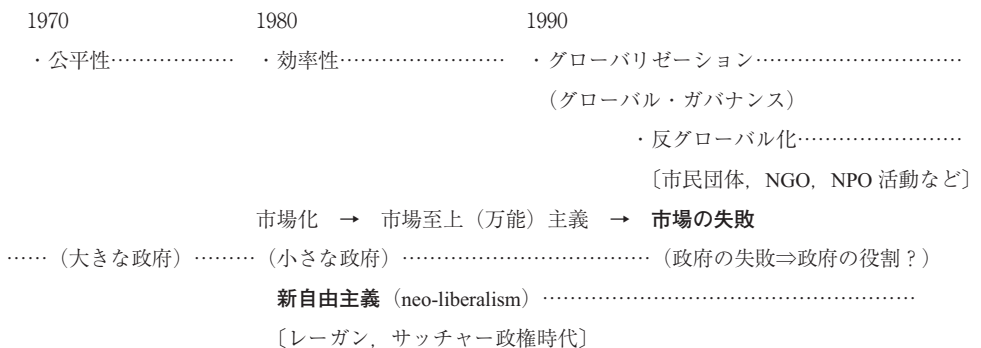 1970 1980 1990
・公平性……………… ・効率性…………………… ・グローバリゼーション…………………………
（グローバル・ガバナンス）
・反グローバル化……………………
〔市民団体，NGO，NPO 活動など〕
市場化 → 市場至上（万能）主義 → 市場の失敗
……（大きな政府）………（小さな政府）………………………………（政府の失敗⇒政府の役割？）
新自由主義（neo-liberalism）………………………………………………
〔レーガン，サッチャー政権時代〕